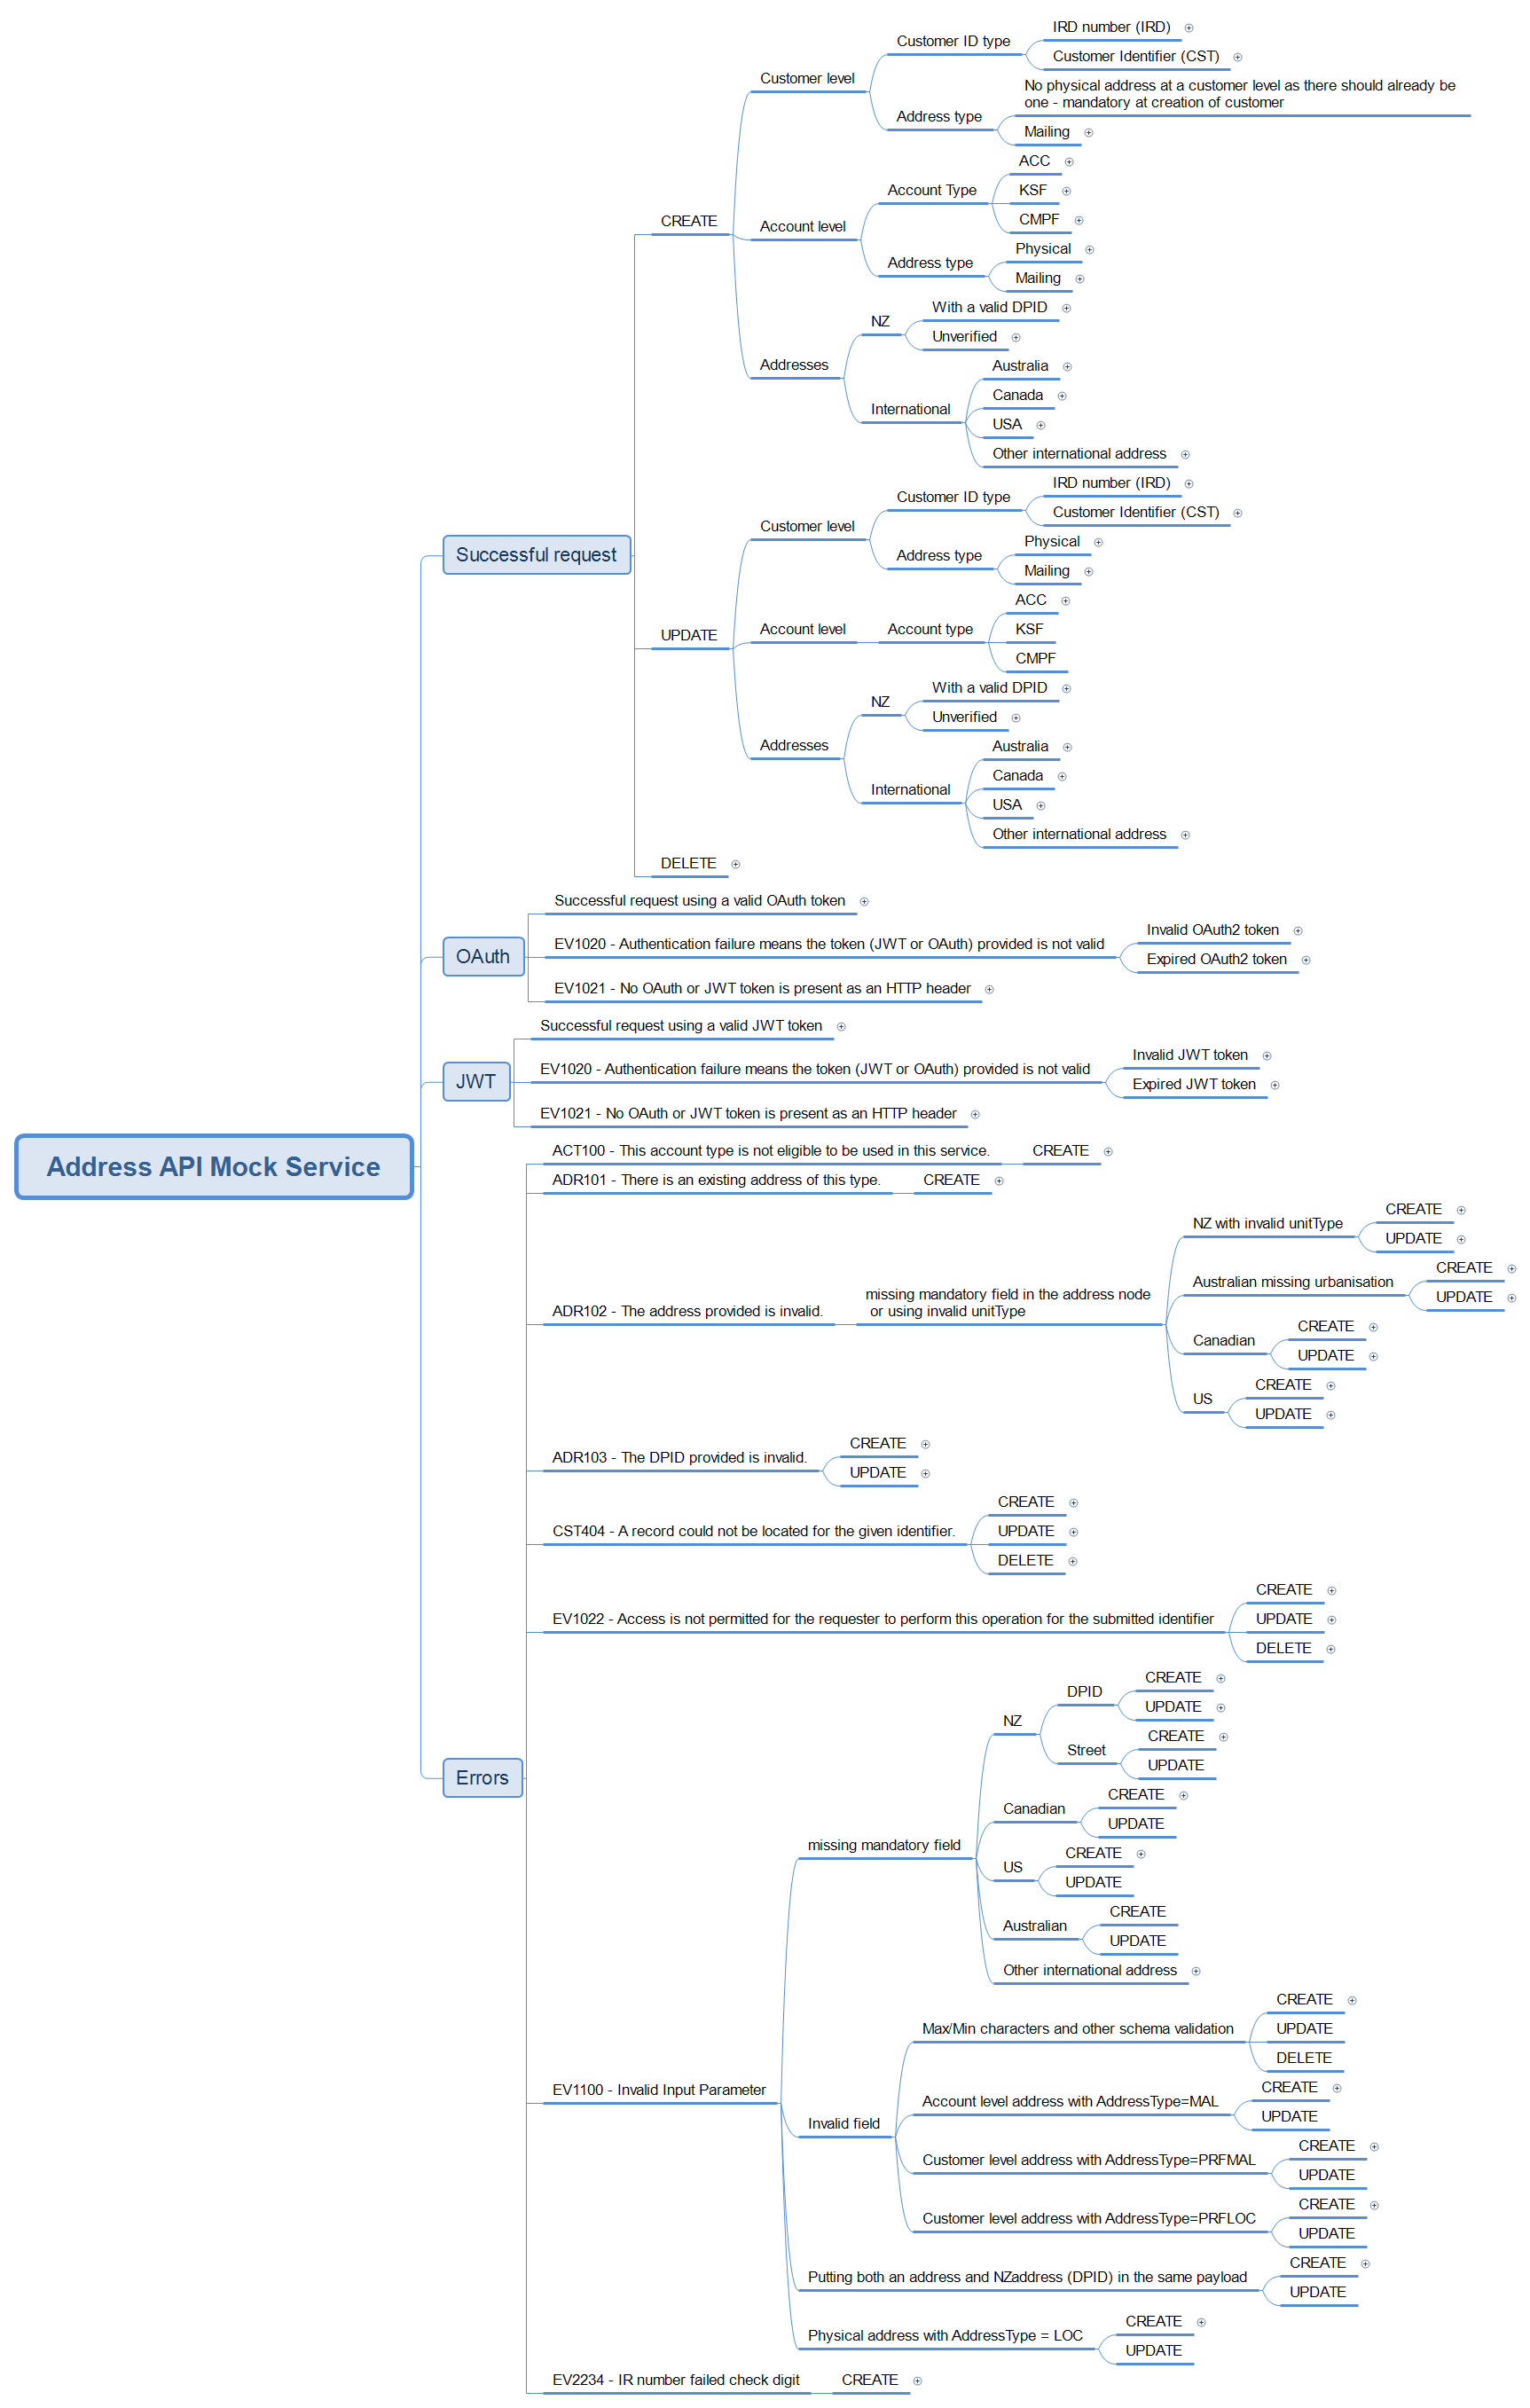 Address API Mock Service
Successful request
CREATE
Customer level
Customer ID type
IRD number (IRD)
Customer Identifier (CST)
Address type
No physical address at a customer level as there should already be
one - mandatory at creation of customer
Mailing
Account level
Account Type
ACC
KSF
CMPF
Address type
Physical
Mailing
Addresses
NZ
With a valid DPID
Unverified
International
Australia
Canada
USA
Other international address
UPDATE
Customer level
Customer ID type
IRD number (IRD)
Customer Identifier (CST)
Address type
Physical
Mailing
Account level
Account type
ACC
KSF
CMPF
Addresses
NZ
With a valid DPID
Unverified
International
Australia
Canada
USA
Other international address
DELETE
OAuth
Successful request using a valid OAuth token
EV1020 - Authentication failure means the token (JWT or OAuth) provided is not valid
Invalid OAuth2 token
Expired OAuth2 token
EV1021 - No OAuth or JWT token is present as an HTTP header
JWT
Successful request using a valid JWT token
EV1020 - Authentication failure means the token (JWT or OAuth) provided is not valid
Invalid JWT token
Expired JWT token
EV1021 - No OAuth or JWT token is present as an HTTP header
Errors
ACT100 - This account type is not eligible to be used in this service.
CREATE
ADR101 - There is an existing address of this type.
CREATE
ADR102 - The address provided is invalid.
missing mandatory field in the address node
or using invalid unitType
NZ with invalid unitType
CREATE
UPDATE
Australian missing urbanisation
CREATE
UPDATE
Canadian
CREATE
UPDATE
US
CREATE
UPDATE
ADR103 - The DPID provided is invalid.
CREATE
UPDATE
CST404 - A record could not be located for the given identifier.
CREATE
UPDATE
DELETE
EV1022 - Access is not permitted for the requester to perform this operation for the submitted identifier
CREATE
UPDATE
DELETE
EV1100 - Invalid Input Parameter
missing mandatory field
NZ
DPID
CREATE
UPDATE
Street
CREATE
UPDATE
Canadian
CREATE
UPDATE
US
CREATE
UPDATE
Australian
CREATE
UPDATE
Other international address
Invalid field
Max/Min characters and other schema validation
CREATE
UPDATE
DELETE
Account level address with AddressType=MAL
CREATE
UPDATE
Customer level address with AddressType=PRFMAL
CREATE
UPDATE
Customer level address with AddressType=PRFLOC
CREATE
UPDATE
Putting both an address and NZaddress (DPID) in the same payload
CREATE
UPDATE
Physical address with AddressType = LOC
CREATE
UPDATE
EV2234 - IR number failed check digit
CREATE